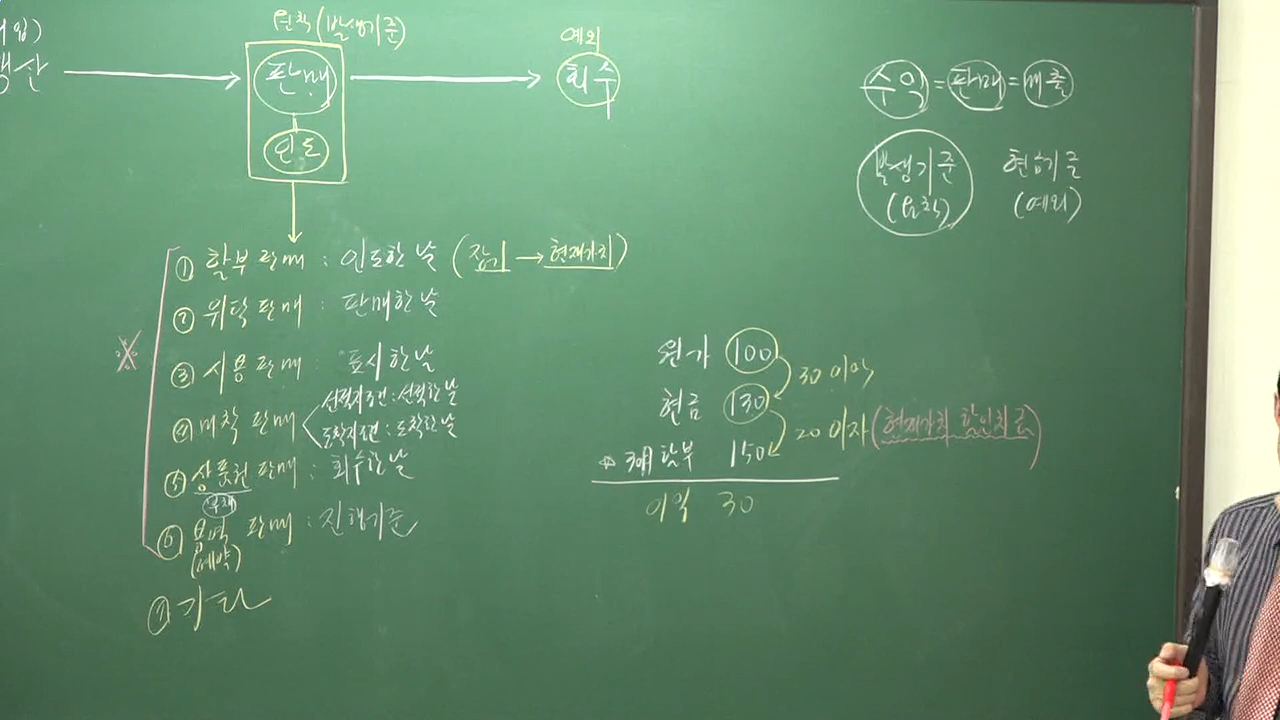 원칙(발생기준)
생산
판매
인도
예외
회수
수익 = 판매 = 매출
발생기준 현금기준
(원칙) (예외)
① 할부 판매 : 인도한 날 (장기 → 현재가치)
② 위탁 판매 : 판매한 날
③ 시용 판매 : 표시한 날
④ 미착 판매
선적지조건 : 선적한 날
도착지조건 : 도착한 날
⑤ 상품권 판매 : 회수한 날
⑥ 용역 판매 : 진행기준
(예약)
⑦ 기타
원가 100
30 이익
현금 130
20 이자 (현재가치 할인차금)
할부 150
이익 30